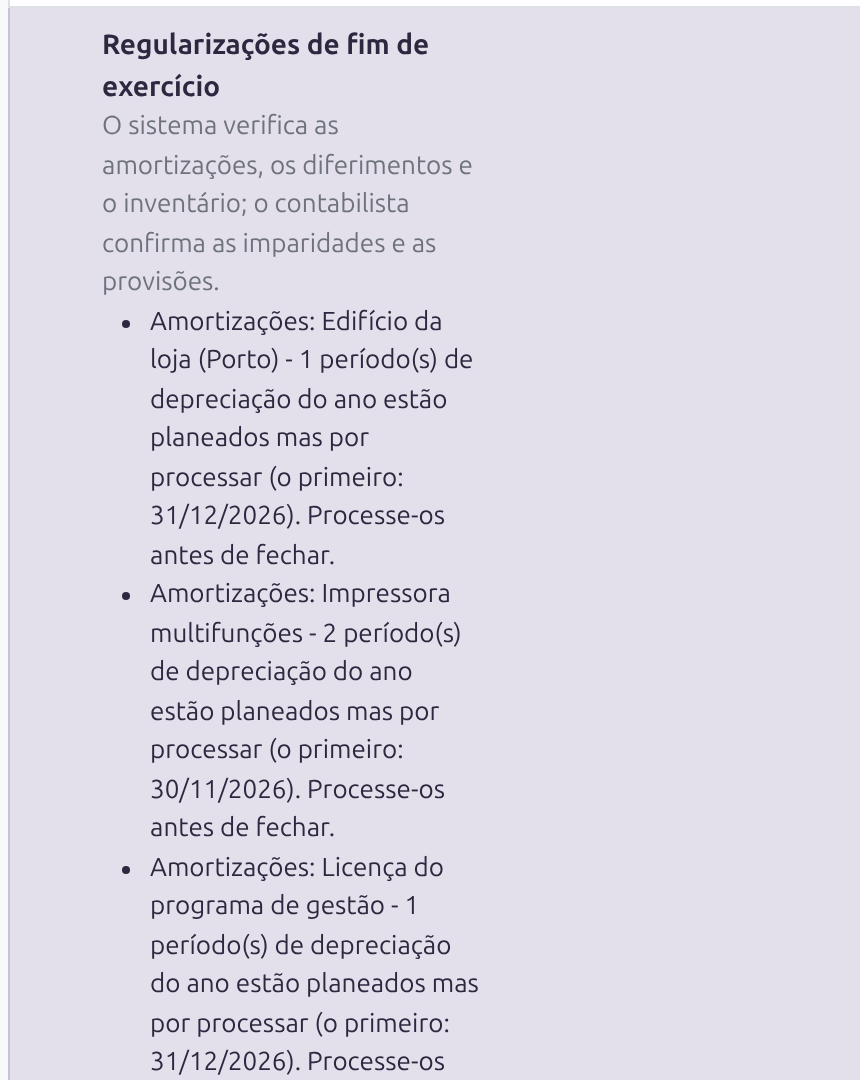 Regularizações de fim de
exercício
O sistema verifica as
amortizações, os diferimentos e
o inventário; o contabilista
confirma as imparidades e as
provisões.
• Amortizações: Edifício da
loja (Porto) - 1 período(s) de
depreciação do ano estão
planeados mas por
processar (o primeiro:
31/12/2026). Processe-os
antes de fechar.
• Amortizações: Impressora
multifunções - 2 período(s)
de depreciação do ano
estão planeados mas por
processar (o primeiro:
30/11/2026). Processe-os
antes de fechar.
• Amortizações: Licença do
programa de gestão - 1
período(s) de depreciação
do ano estão planeados mas
por processar (o primeiro:
31/12/2026). Processe-os